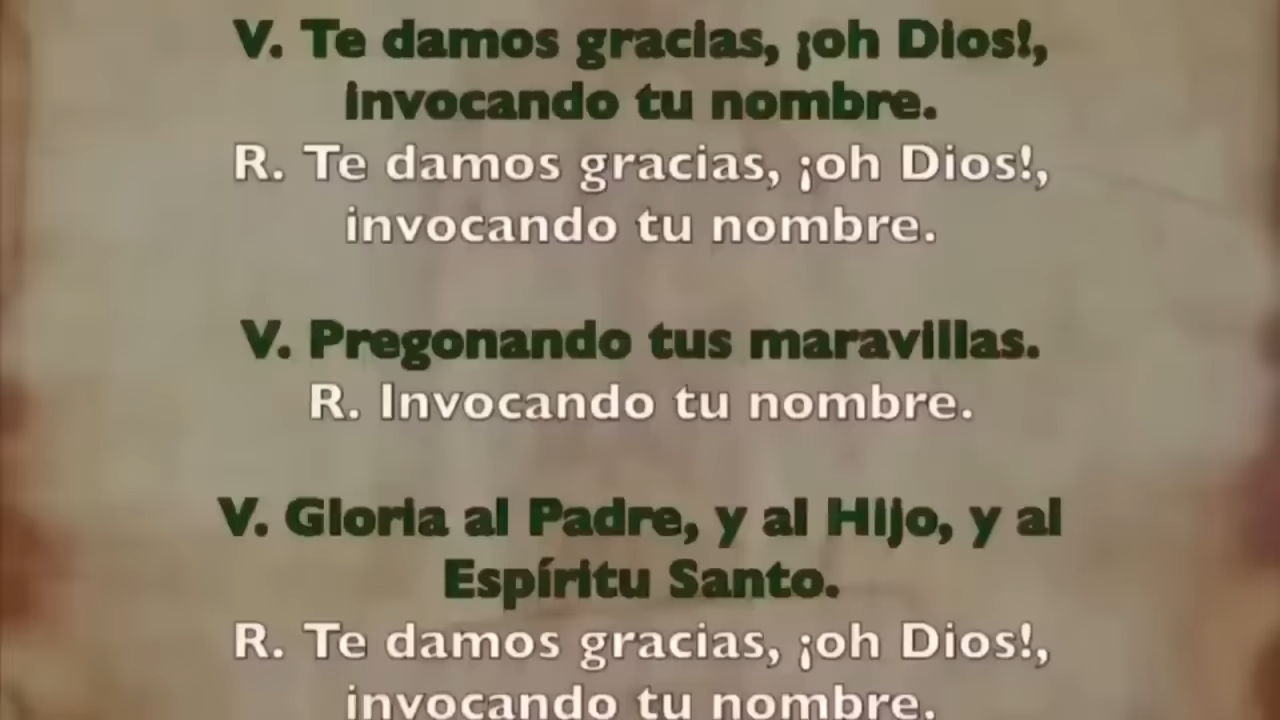 V. Te damos gracias, ¡oh Dios!,
invocando tu nombre.
R. Te damos gracias, ¡oh Dios!,
invocando tu nombre.
V. Pregonando tus maravillas.
R. Invocando tu nombre.
V. Gloria al Padre, y al Hijo, y al
Espíritu Santo.
R. Te damos gracias, ¡oh Dios!,
invocando tu nombre.